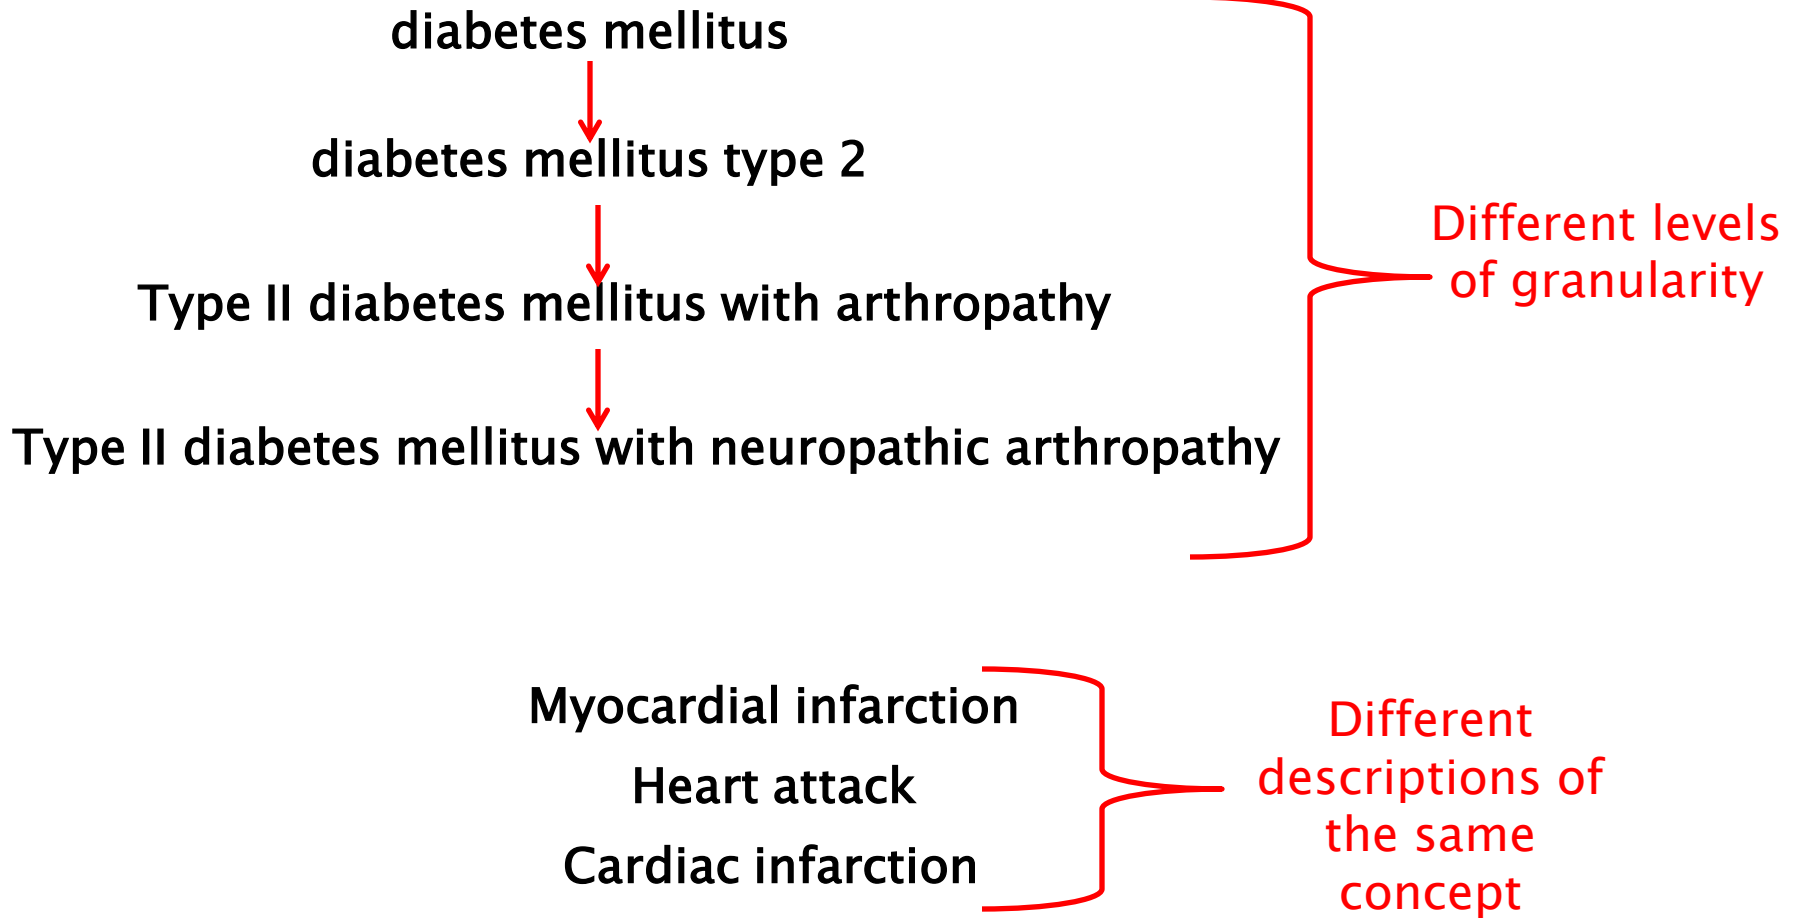 diabetes mellitus
diabetes mellitus type 2
Type II diabetes mellitus with arthropathy
Type II diabetes mellitus with neuropathic arthropathy
Different levels
of granularity
Myocardial infarction
Heart attack
Cardiac infarction
Different
descriptions of
the same
concept